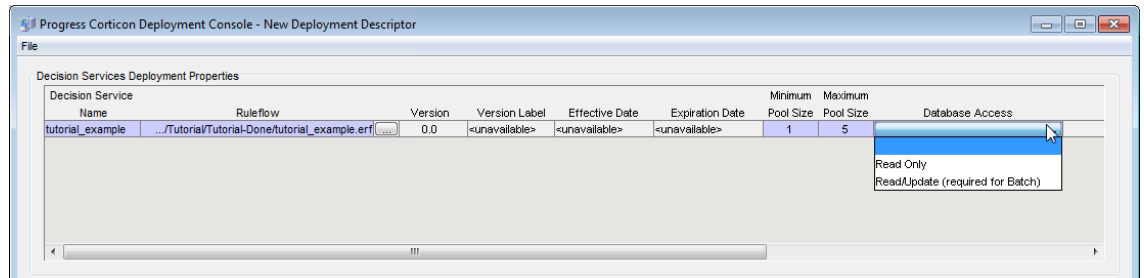 Progress Corticon Deployment Console - New Deployment Descriptor
File
Decision Services Deployment Properties
Decision Service Minimum Maximum
Name Ruleflow Version Version Label Effective Date Expiration Date Pool Size Pool Size Database Access
tutorial_example .../Tutorial/Tutorial-Done/tutorial_example.erf ... 0.0 <unavailable> <unavailable> <unavailable> 1 5
Read Only
Read/Update (required for Batch)